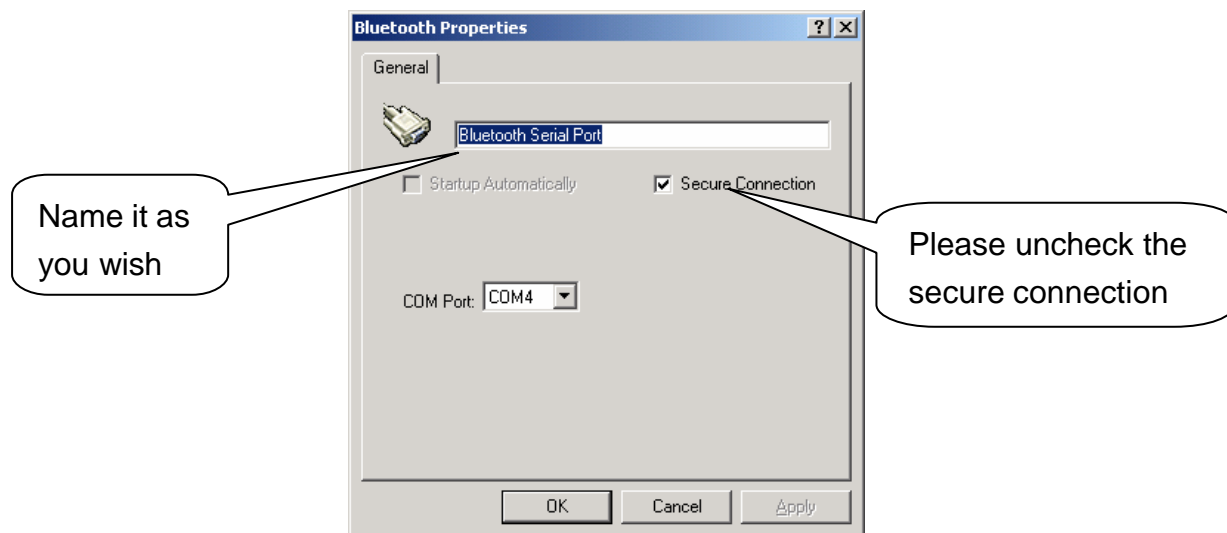 Bluetooth Properties
General
Bluetooth Serial Port
Startup Automatically
Secure Connection
Name it as
you wish
Please uncheck the
secure connection
COM Port: COM4
OK
Cancel
Apply